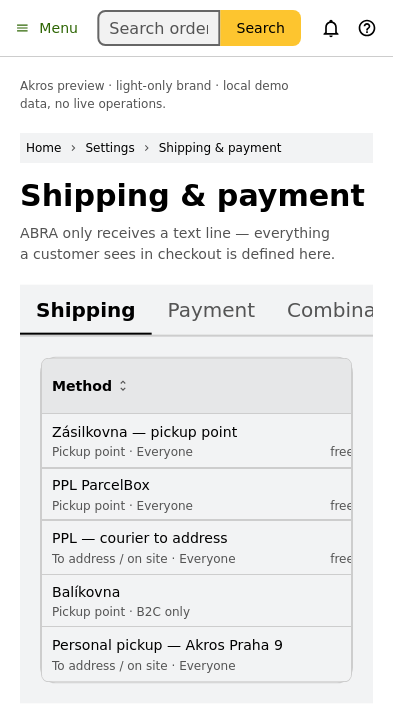 Menu
Search order
Search
Akros preview · light-only brand · local demo
data, no live operations.
Home › Settings › Shipping & payment
Shipping & payment
ABRA only receives a text line — everything
a customer sees in checkout is defined here.
Shipping Payment Combina
Method
Zásilkovna — pickup point
Pickup point · Everyone free
PPL ParcelBox
Pickup point · Everyone free
PPL — courier to address
To address / on site · Everyone free
Balíkovna
Pickup point · B2C only
Personal pickup — Akros Praha 9
To address / on site · Everyone